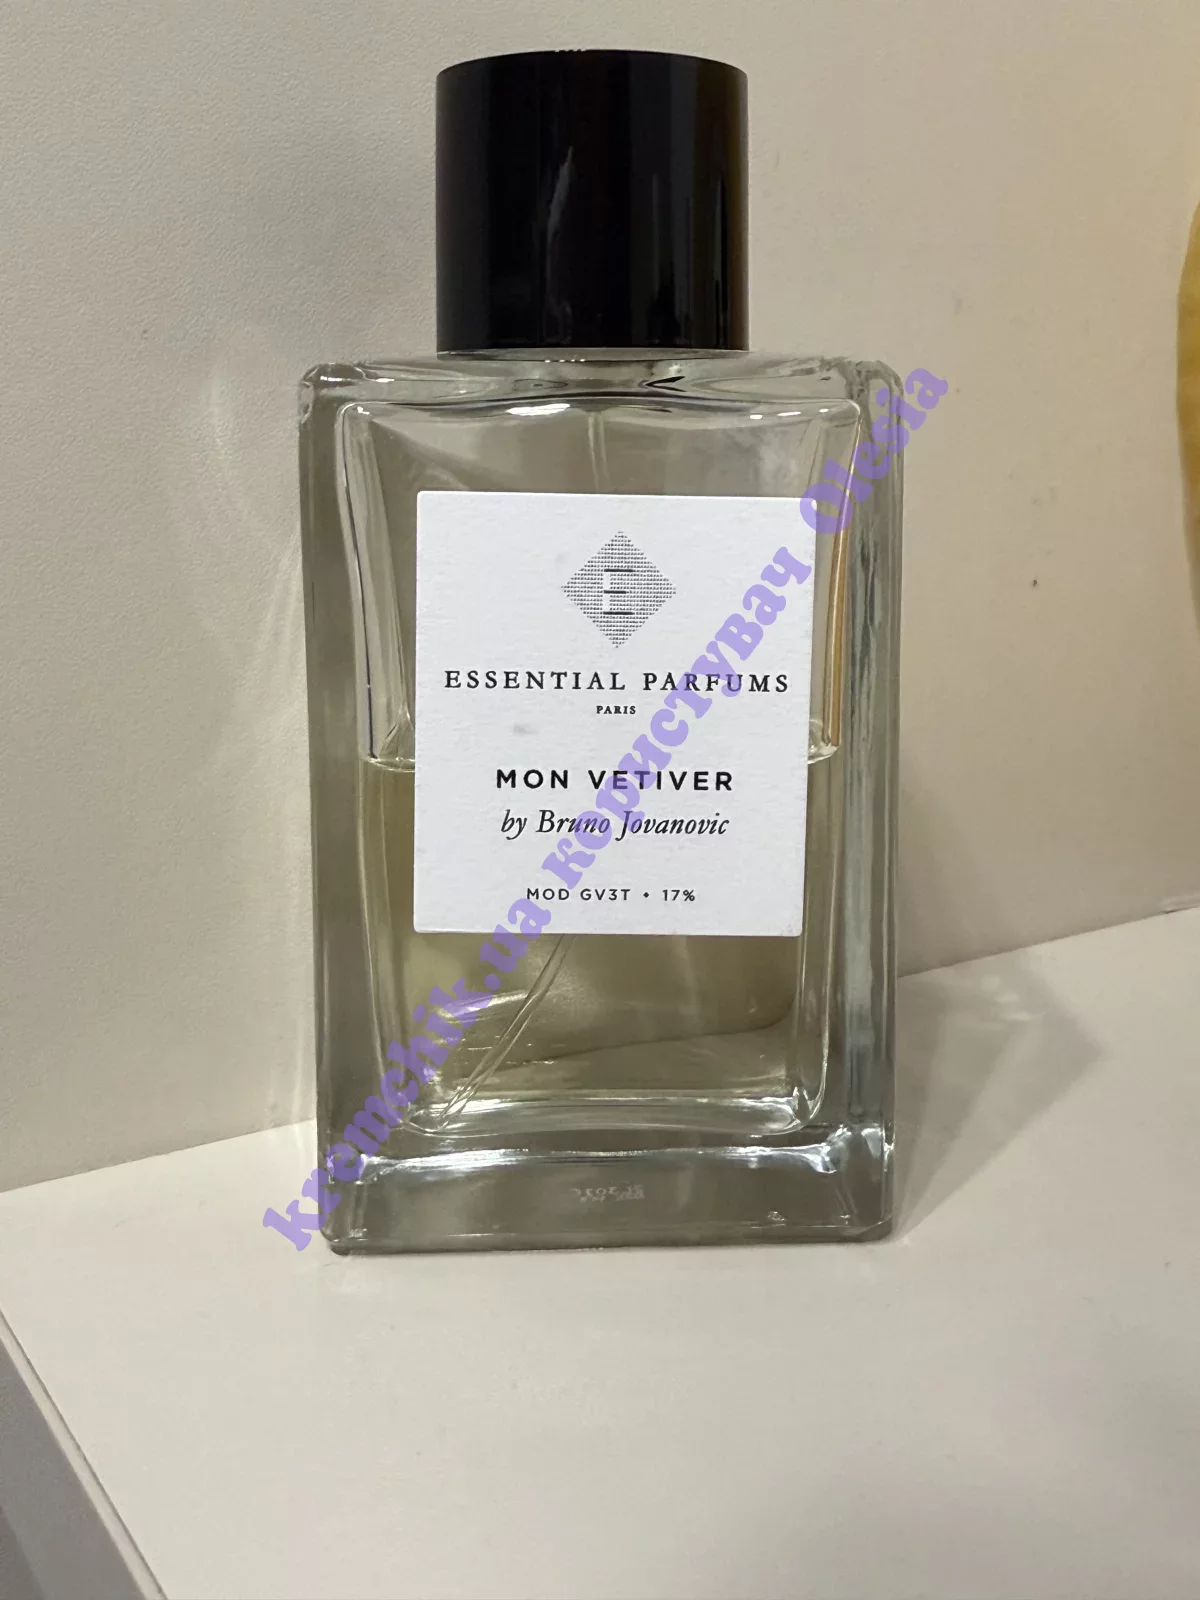 E
ESSENTIAL PARFUMS
PARIS
MON VETIVER
by Bruno Jovanovic
MOD GV3T • 17%
kremchik.ua користувач Olesia